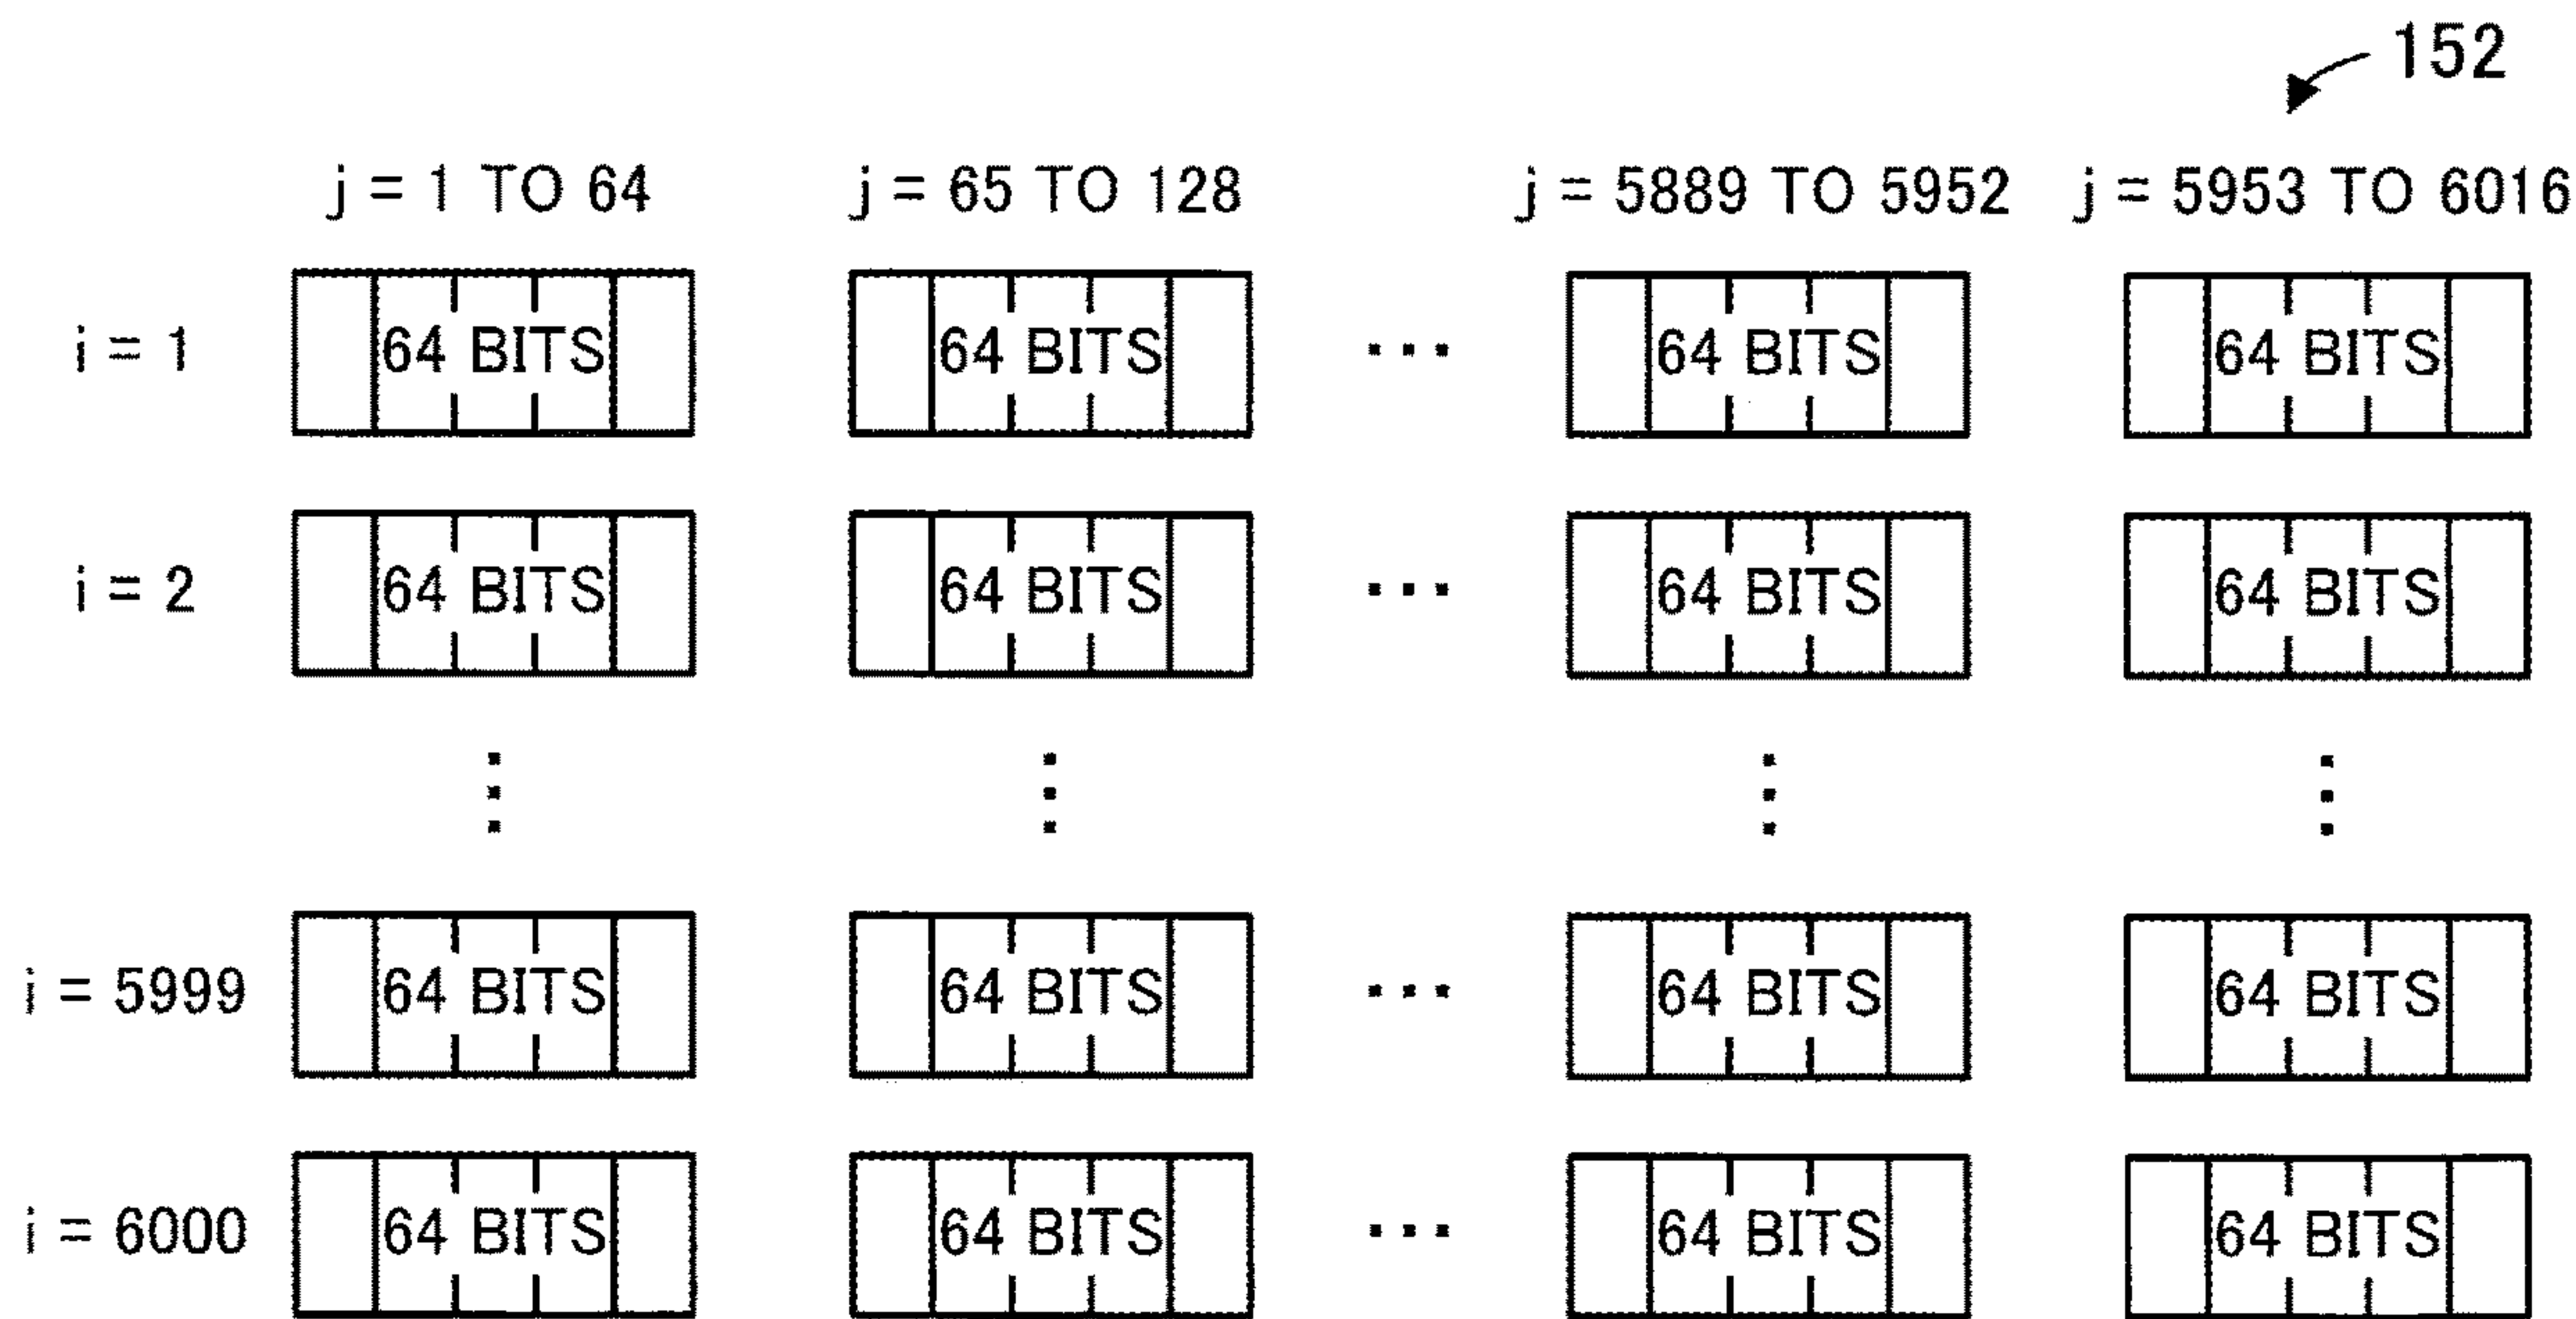 152
j = 1 TO 64 j = 65 TO 128 j = 5889 TO 5952 j = 5953 TO 6016
i = 1 64 BITS 64 BITS ... 64 BITS 64 BITS
i = 2 64 BITS 64 BITS ... 64 BITS 64 BITS
i = 5999 64 BITS 64 BITS ... 64 BITS 64 BITS
i = 6000 64 BITS 64 BITS ... 64 BITS 64 BITS